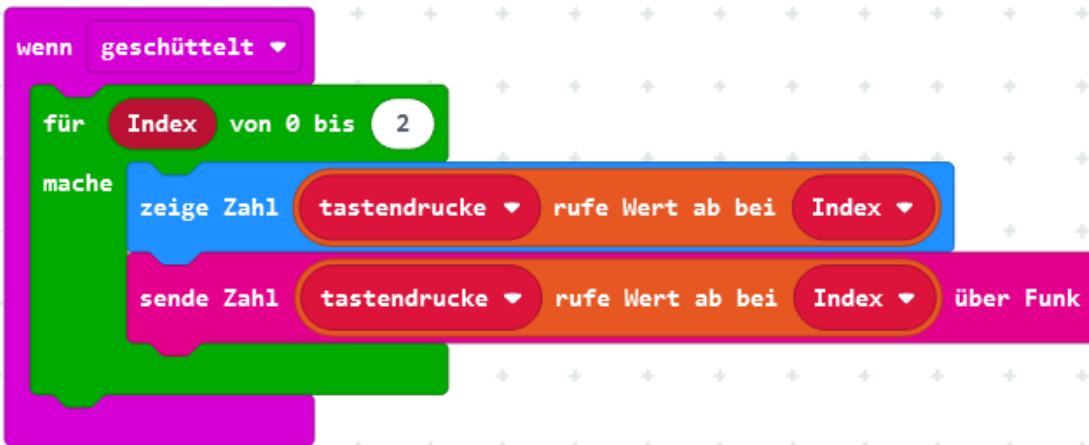 wenn geschüttelt
für Index von 0 bis 2
mache
zeige Zahl tastendrucke rufe Wert ab bei Index
sende Zahl tastendrucke rufe Wert ab bei Index über Funk